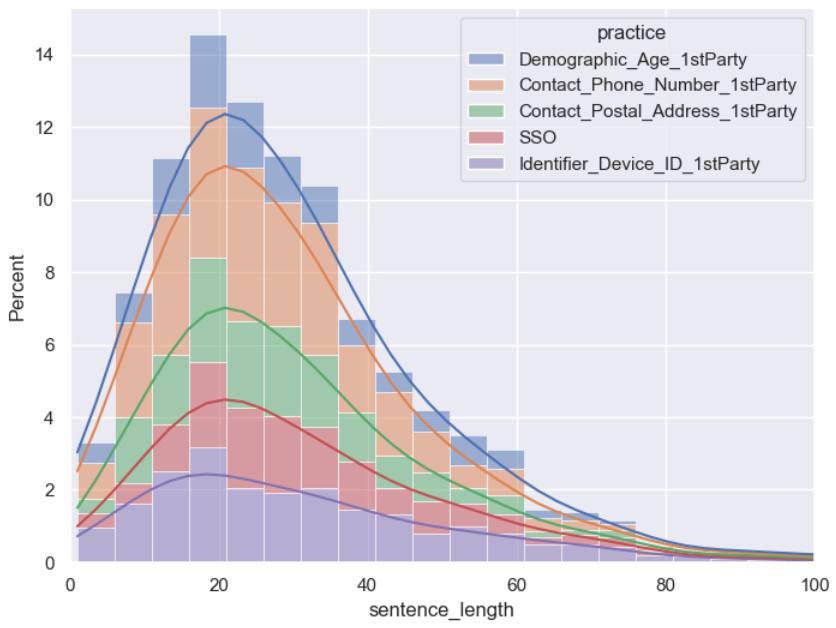 practice
Demographic_Age_1stParty
Contact_Phone_Number_1stParty
Contact_Postal_Address_1stParty
SSO
Identifier_Device_ID_1stParty
Percent
14
12
10
8
6
4
2
0
0 20 40 60 80 100
sentence_length